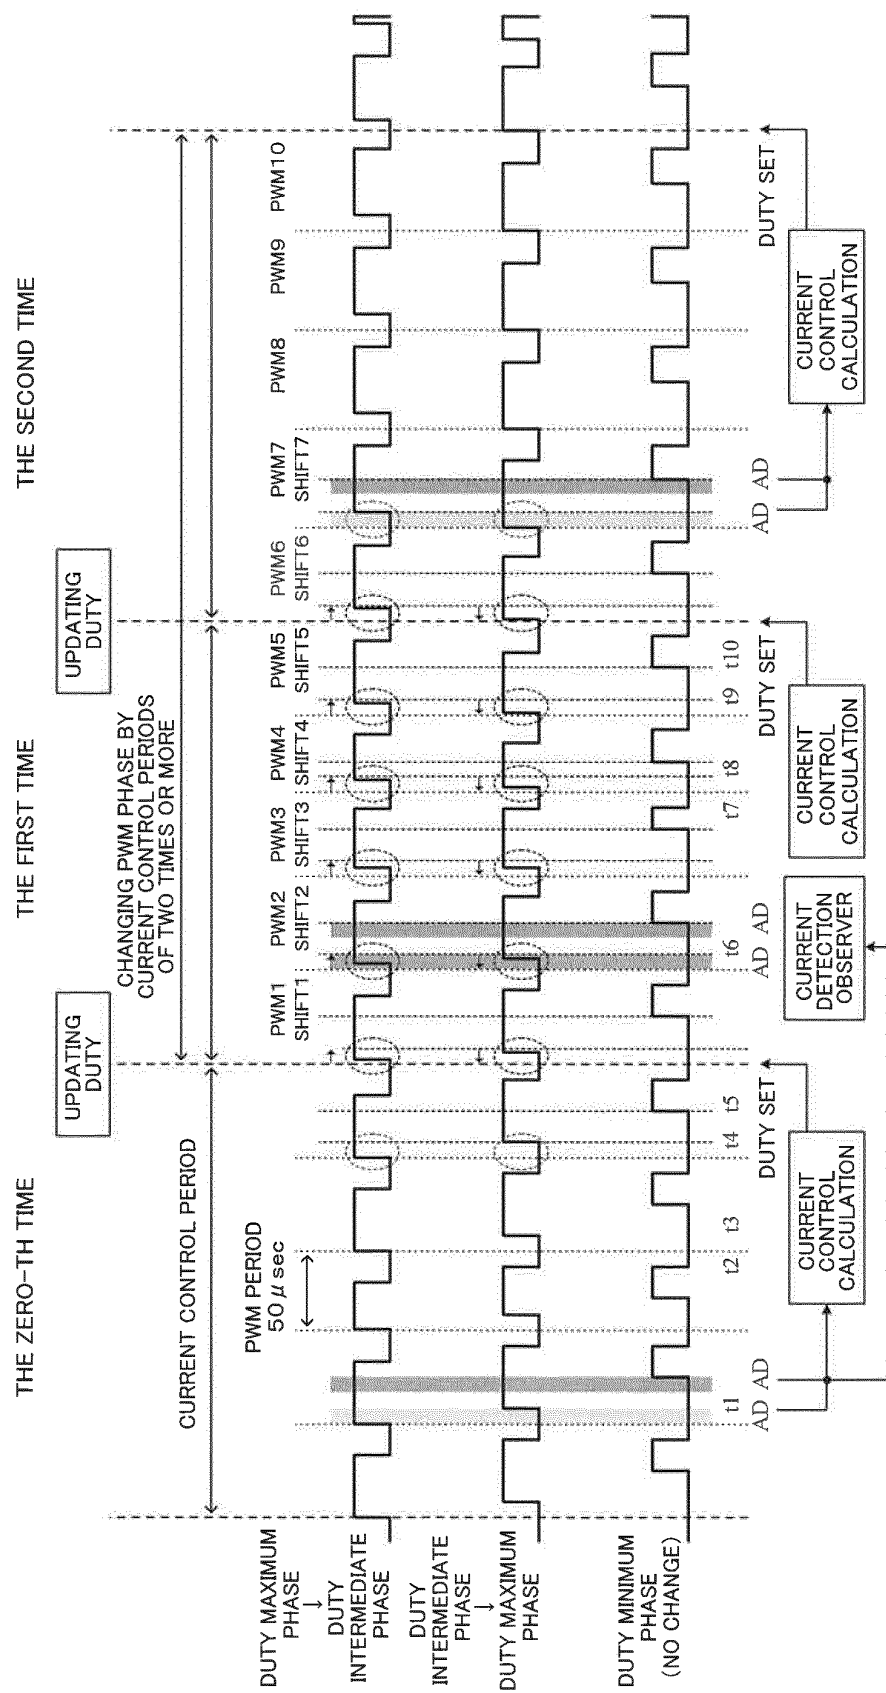 THE ZERO-TH TIME
THE FIRST TIME
THE SECOND TIME
UPDATING
DUTY
UPDATING
DUTY
CHANGING PWM PHASE BY
CURRENT CONTROL PERIODS
OF TWO TIMES OR MORE
CURRENT CONTROL PERIOD
PWM PERIOD
50μsec
PWM1
SHIFT1
PWM2
SHIFT2
PWM3
SHIFT3
PWM4
SHIFT4
PWM5
SHIFT5
PWM6
SHIFT6
PWM7
SHIFT7
PWM8
PWM9
PWM10
DUTY MAXIMUM
PHASE
↓
DUTY
INTERMEDIATE
PHASE
DUTY
INTERMEDIATE
PHASE
↓
DUTY MAXIMUM
PHASE
DUTY MINIMUM
PHASE
(NO CHANGE)
t1
t2
t3
t4
t5
t6
t7
t8
t9
t10
AD
AD
DUTY SET
AD
AD
DUTY SET
AD
AD
DUTY SET
CURRENT
CONTROL
CALCULATION
CURRENT
DETECTION
OBSERVER
CURRENT
CONTROL
CALCULATION
CURRENT
CONTROL
CALCULATION